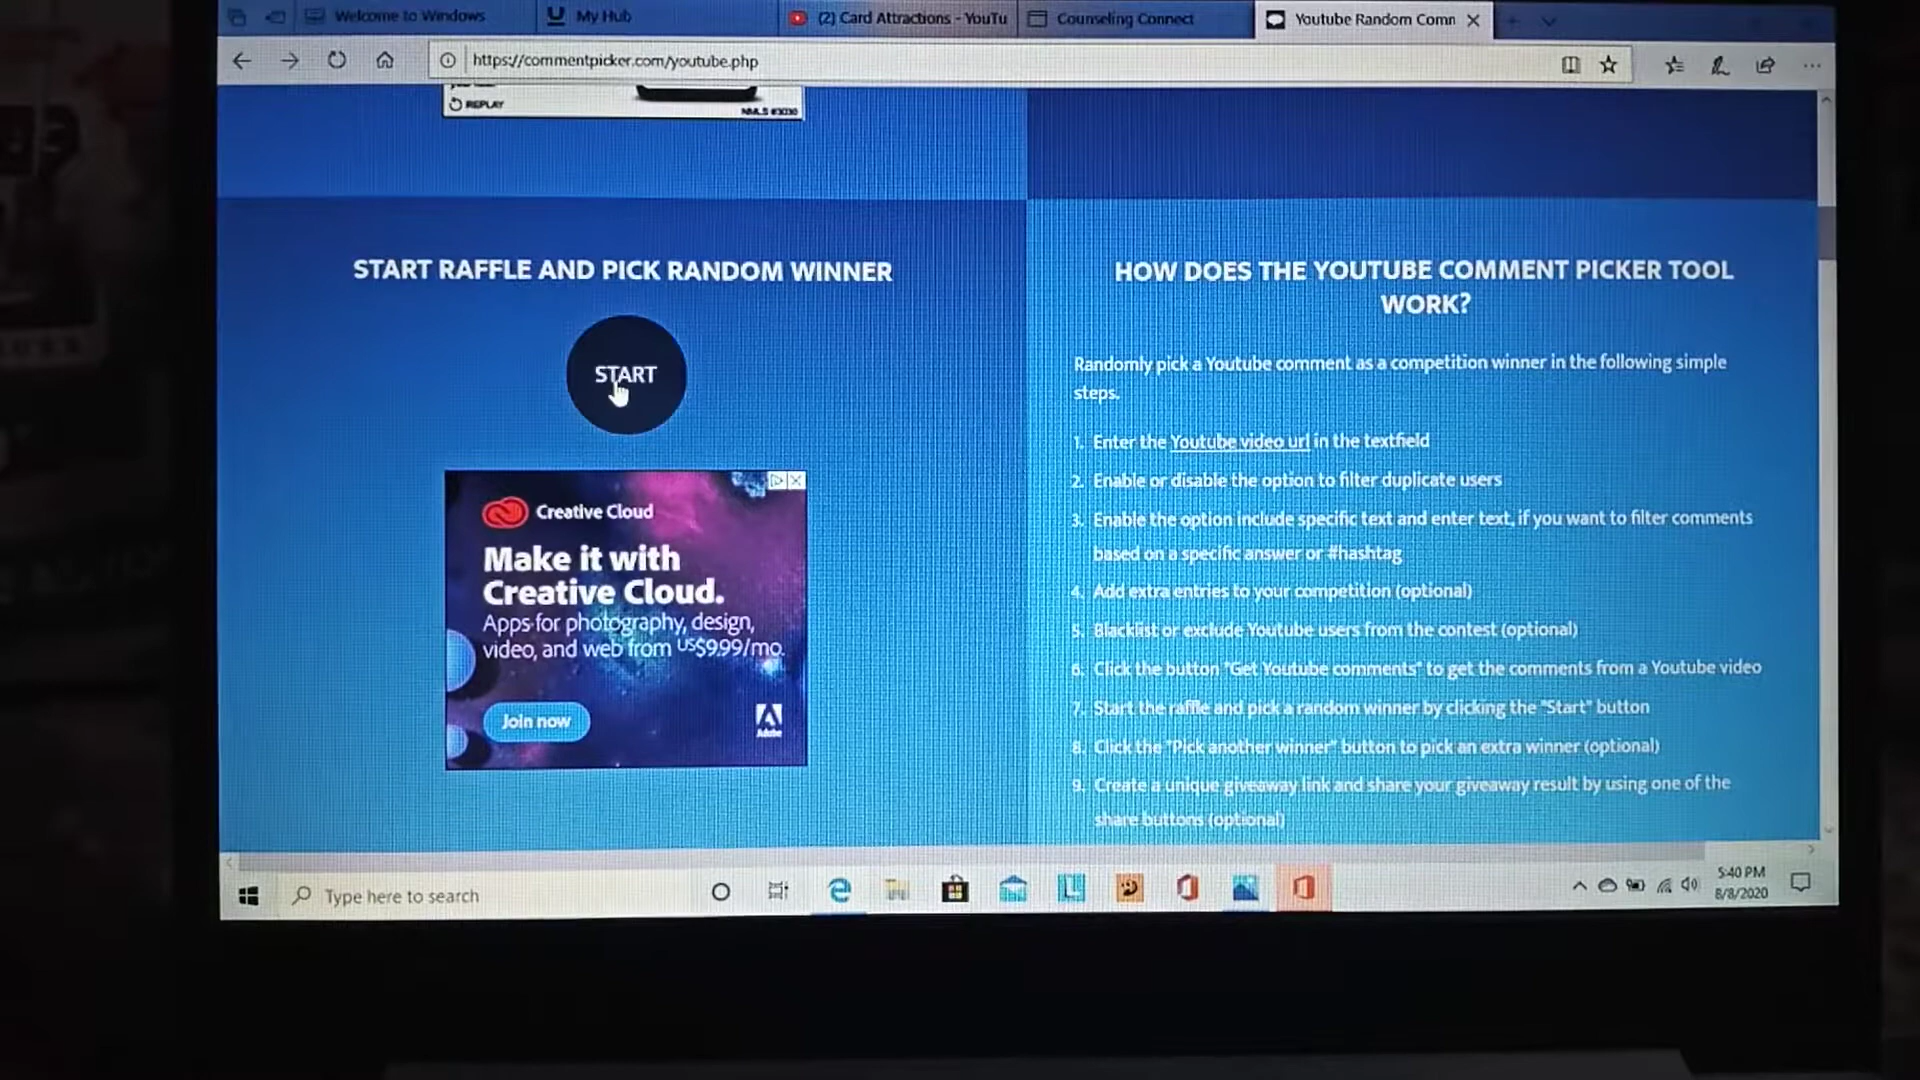 Welcome to Windows
My Hub
(2) Card Attractions - YouTu
Counseling Connect
Youtube Random Comn
https://commentpicker.com/youtube.php
REPLAY
NMLS #3030
START RAFFLE AND PICK RANDOM WINNER
START
Creative Cloud
Make it with
Creative Cloud.
Apps for photography, design,
video, and web from US$9.99/mo.
Join now
Adobe
HOW DOES THE YOUTUBE COMMENT PICKER TOOL
WORK?
Randomly pick a Youtube comment as a competition winner in the following simple
steps.
1. Enter the Youtube video url in the textfield
2. Enable or disable the option to filter duplicate users
3. Enable the option include specific text and enter text, if you want to filter comments
based on a specific answer or #hashtag
4. Add extra entries to your competition (optional)
5. Blacklist or exclude Youtube users from the contest (optional)
6. Click the button "Get Youtube comments" to get the comments from a Youtube video
7. Start the raffle and pick a random winner by clicking the "Start" button
8. Click the "Pick another winner" button to pick an extra winner (optional)
9. Create a unique giveaway link and share your giveaway result by using one of the
share buttons (optional)
Type here to search
5:40 PM
8/8/2020